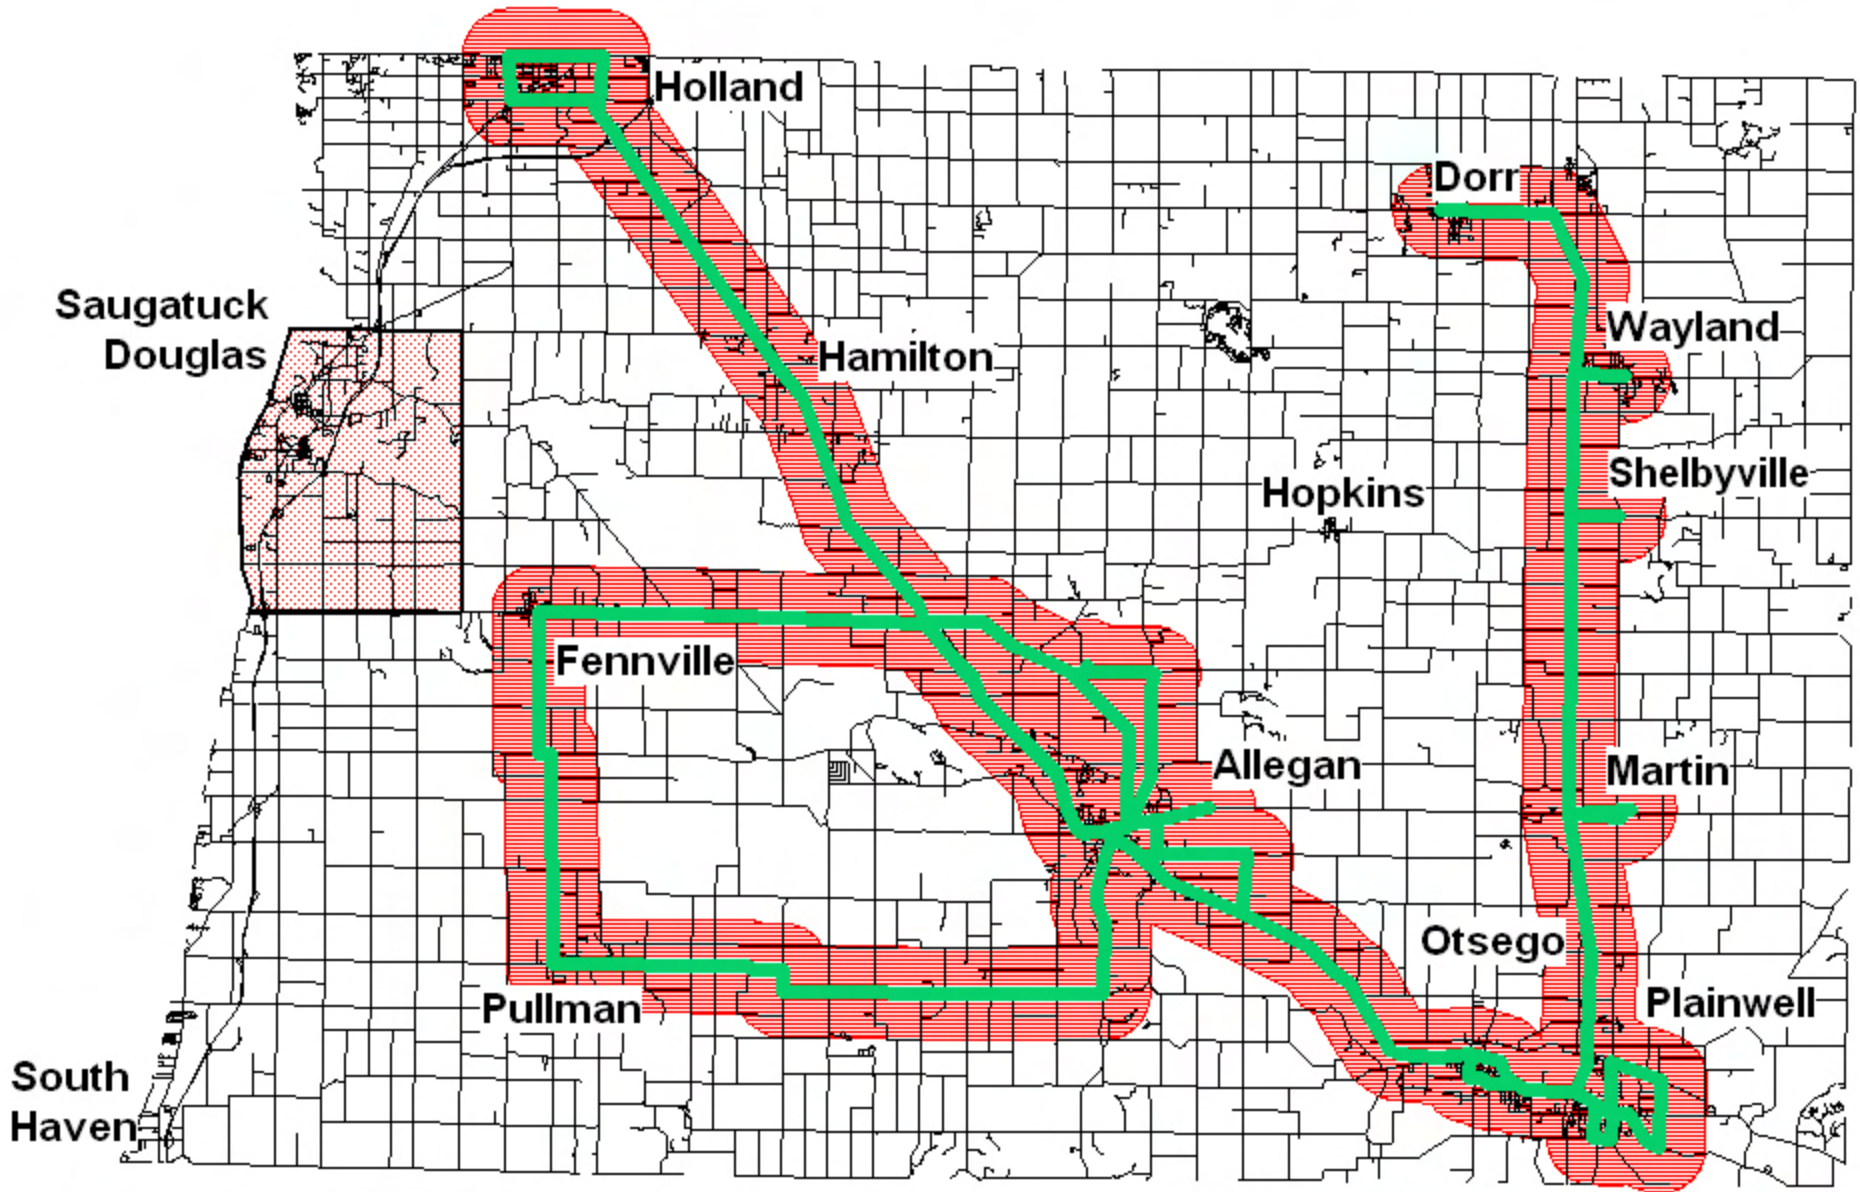 Holland
Dorr
Saugatuck
Douglas
Wayland
Hamilton
Shelbyville
Hopkins
Fennville
Allegan
Martin
Otsego
Pullman
Plainwell
South
Haven